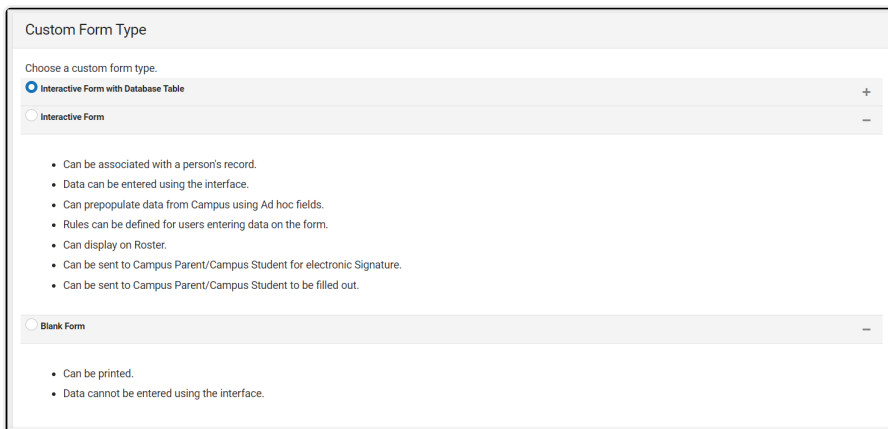 Custom Form Type
Choose a custom form type.
Interactive Form with Database Table
+
Interactive Form
−
• Can be associated with a person's record.
• Data can be entered using the interface.
• Can prepopulate data from Campus using Ad hoc fields.
• Rules can be defined for users entering data on the form.
• Can display on Roster.
• Can be sent to Campus Parent/Campus Student for electronic Signature.
• Can be sent to Campus Parent/Campus Student to be filled out.
Blank Form
−
• Can be printed.
• Data cannot be entered using the interface.